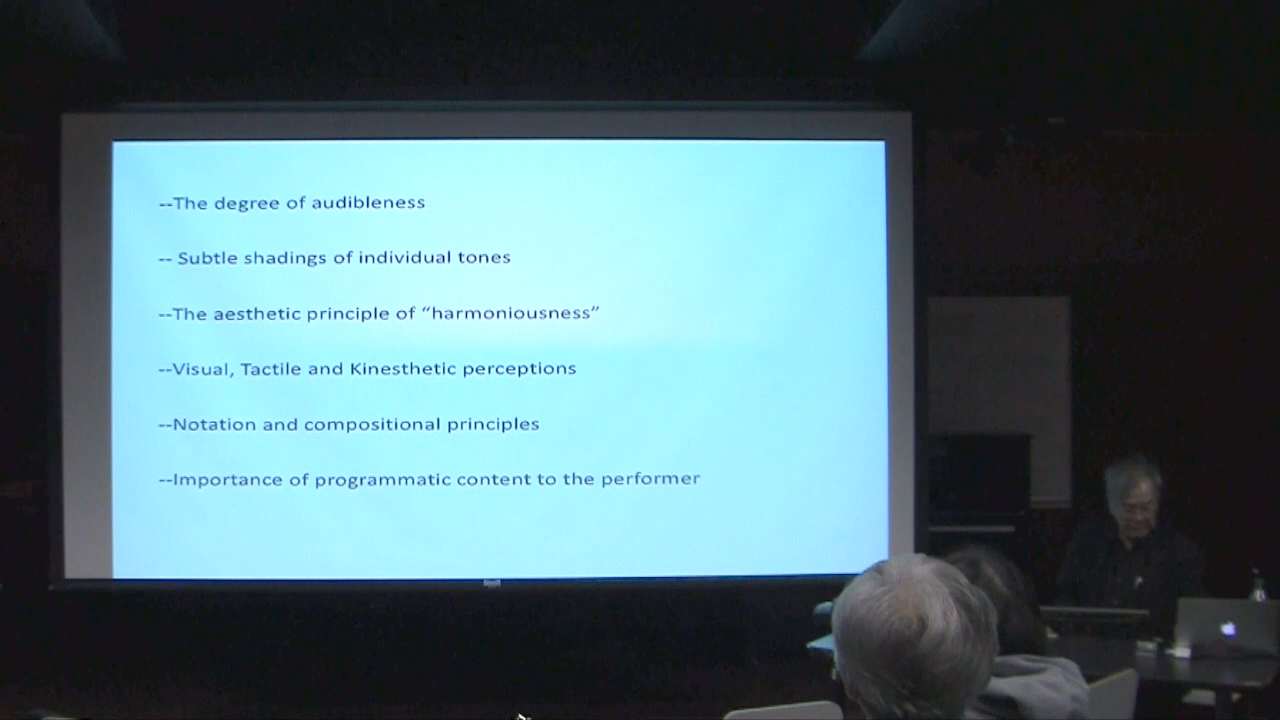 --The degree of audibleness
-- Subtle shadings of individual tones
--The aesthetic principle of “harmoniousness”
--Visual, Tactile and Kinesthetic perceptions
--Notation and compositional principles
--Importance of programmatic content to the performer